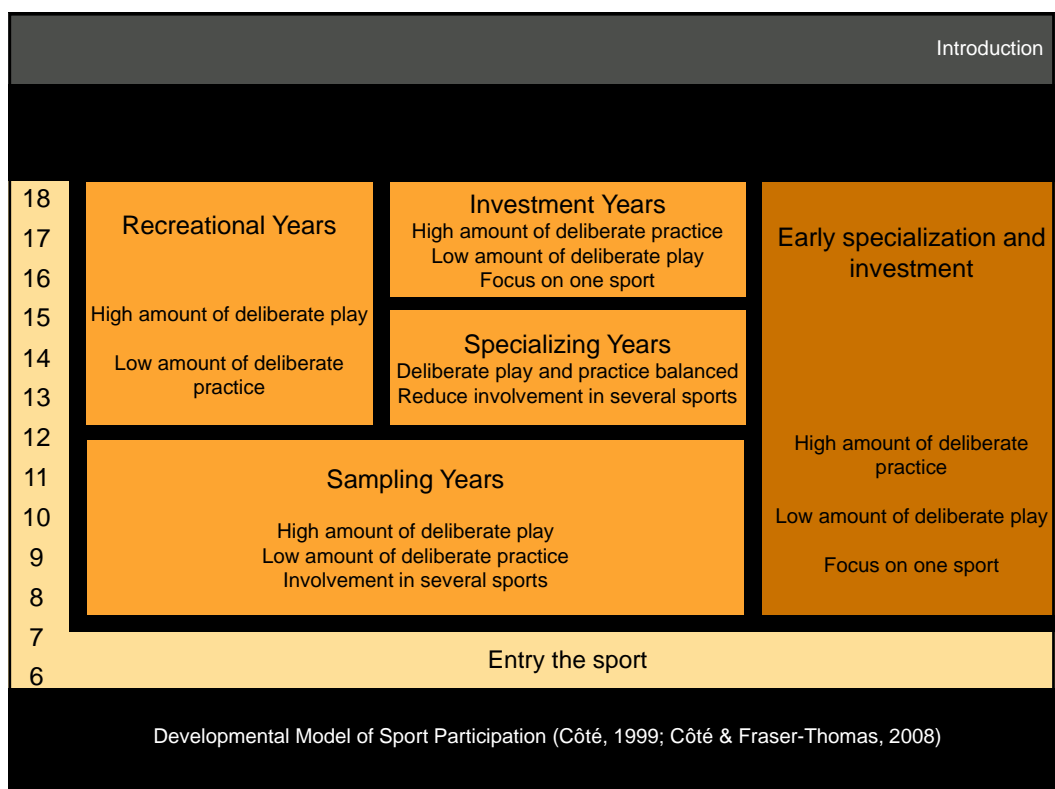 Introduction
18
17
16
15
14
13
12
11
10
9
8
7
6
Recreational Years
High amount of deliberate play
Low amount of deliberate
practice
Investment Years
High amount of deliberate practice
Low amount of deliberate play
Focus on one sport
Specializing Years
Deliberate play and practice balanced
Reduce involvement in several sports
Sampling Years
High amount of deliberate play
Low amount of deliberate practice
Involvement in several sports
Early specialization and
investment
High amount of deliberate
practice
Low amount of deliberate play
Focus on one sport
Entry the sport
Developmental Model of Sport Participation (Côté, 1999; Côté & Fraser-Thomas, 2008)